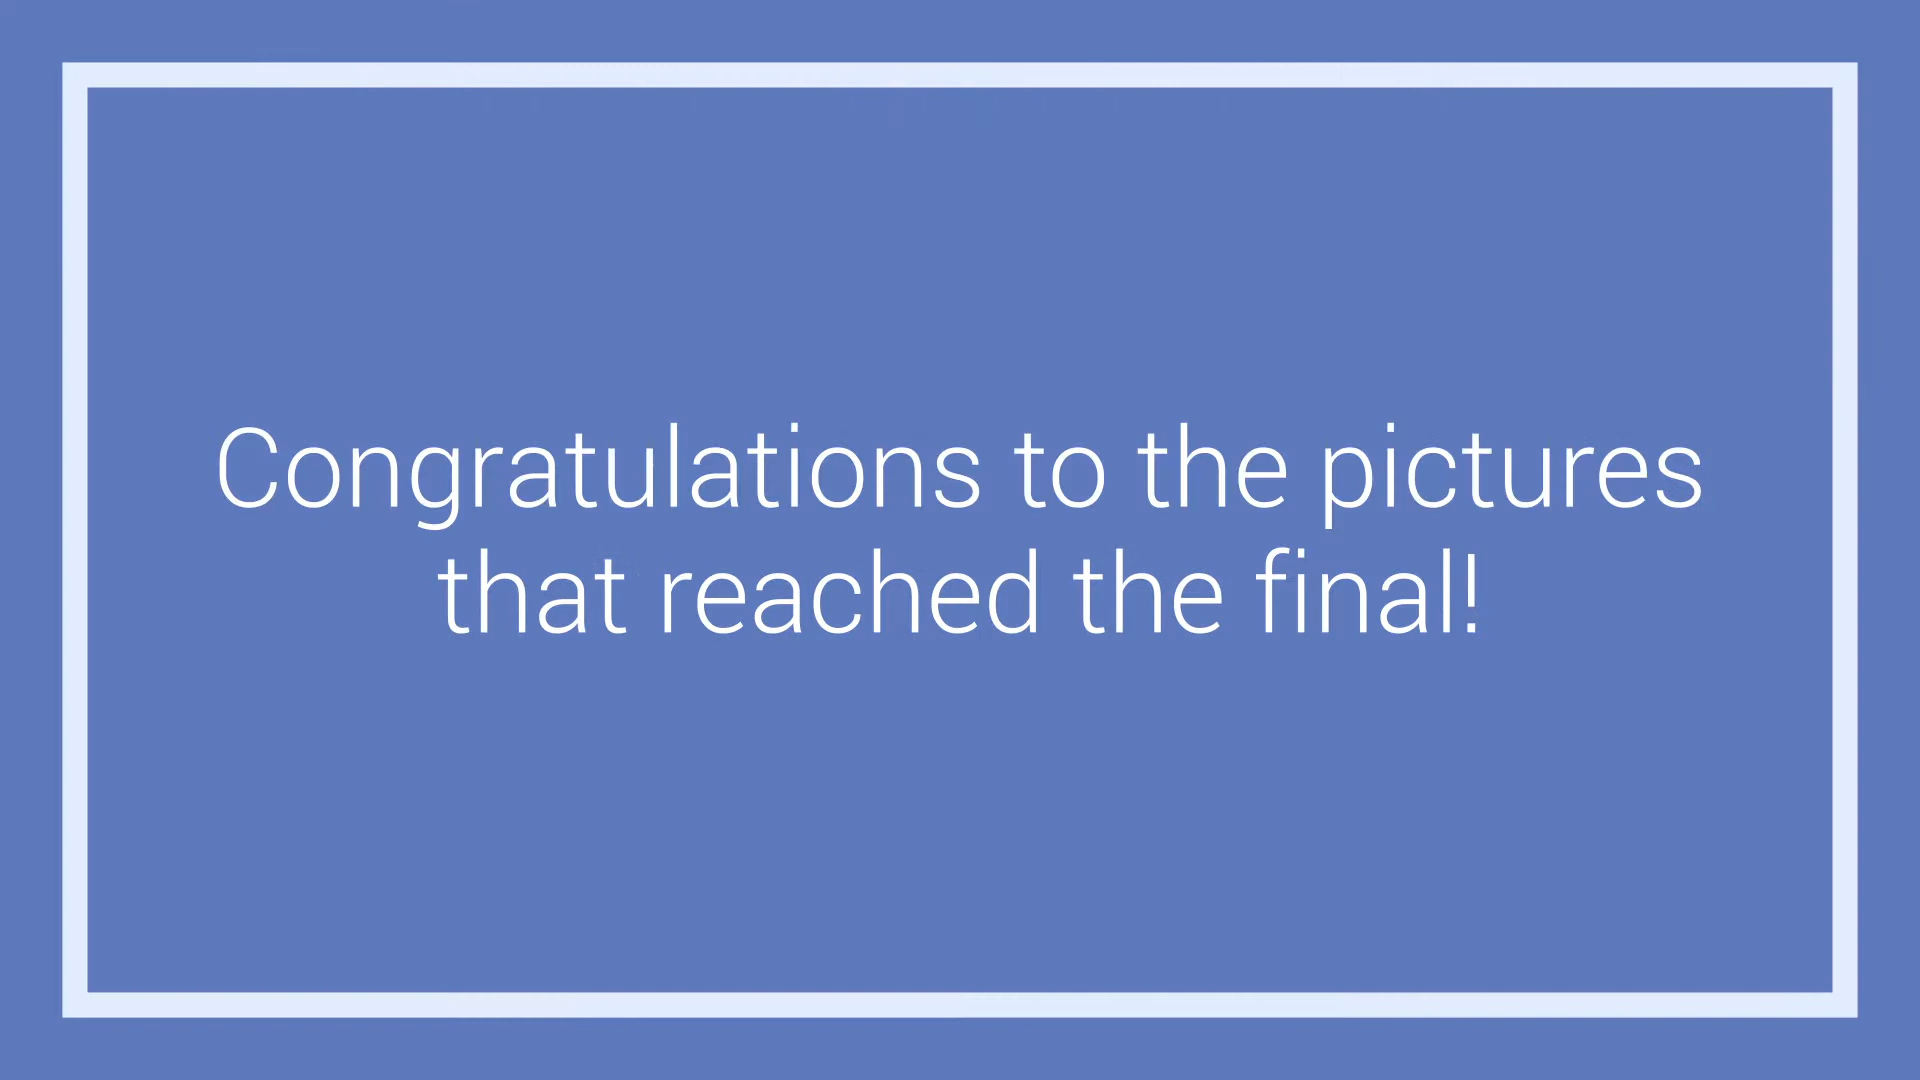 Congratulations to the pictures
that reached the final!